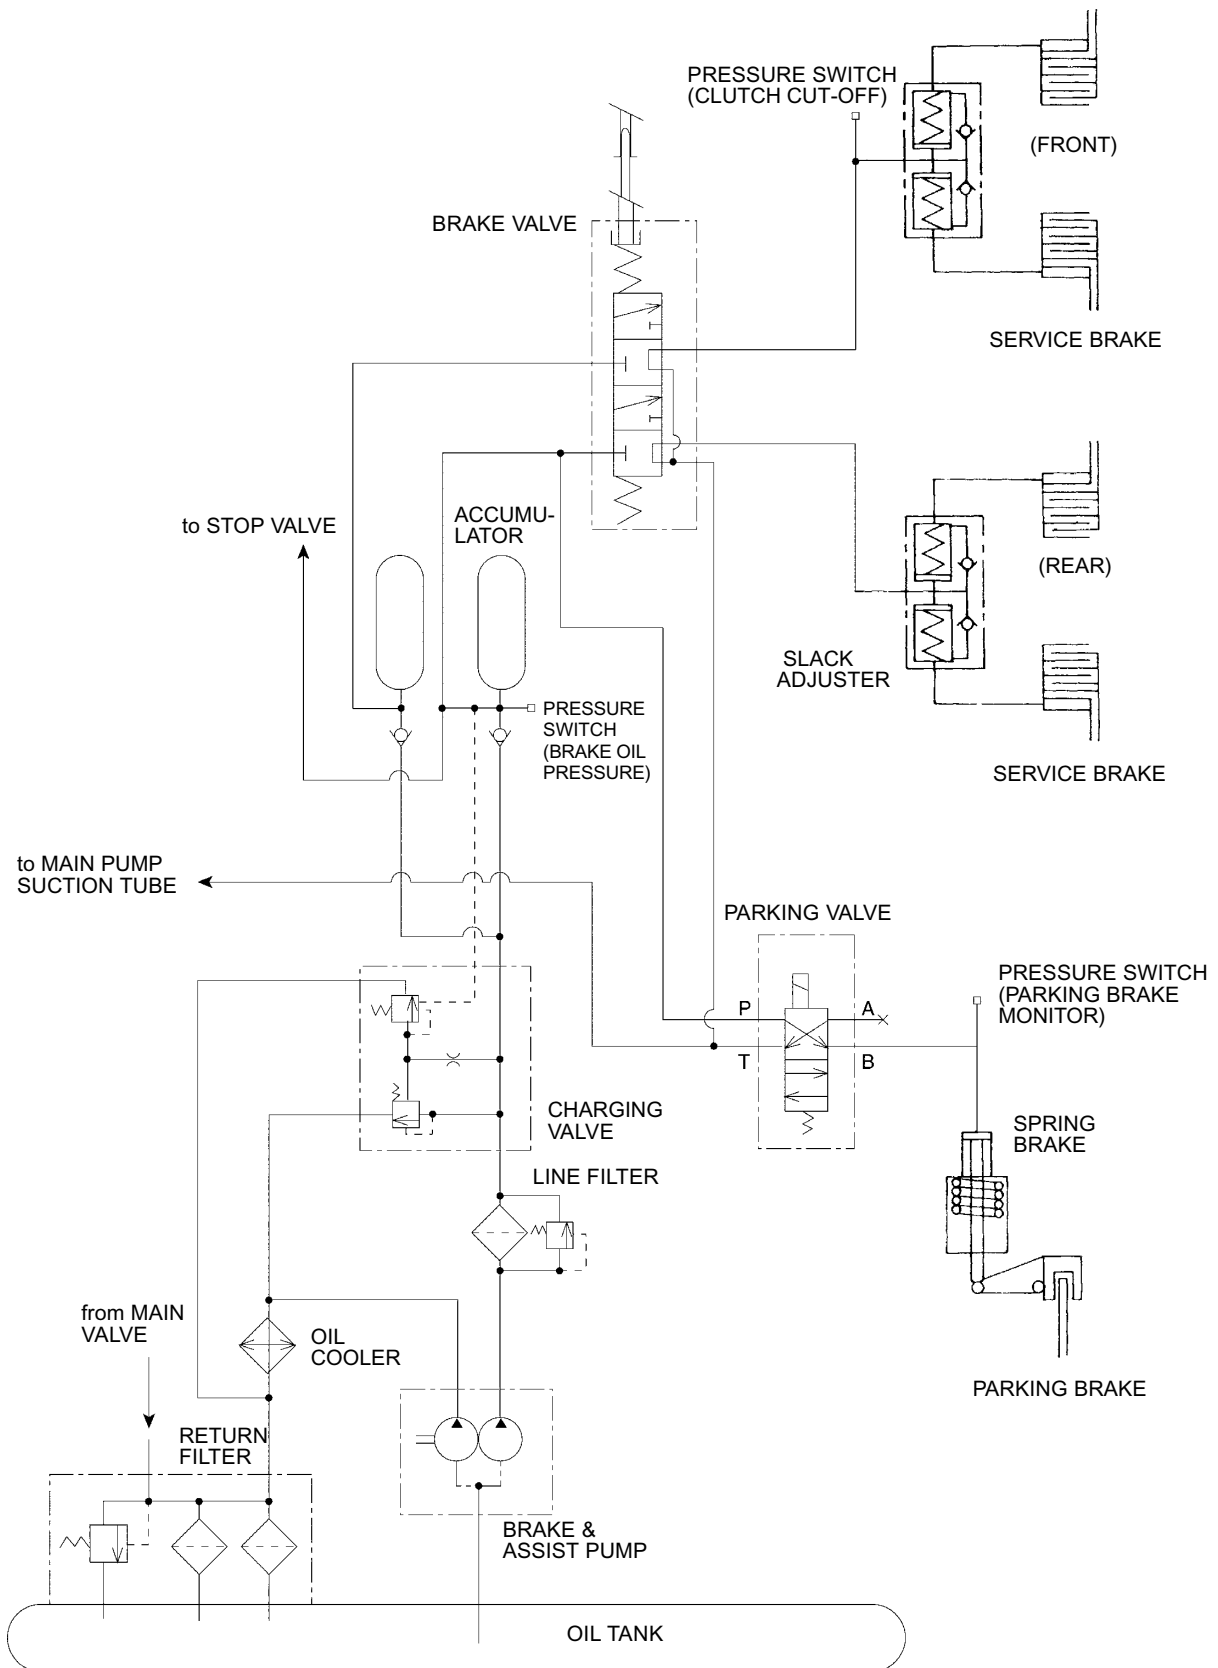 PRESSURE SWITCH
(CLUTCH CUT-OFF)
(FRONT)
BRAKE VALVE
SERVICE BRAKE
ACCUMU-
LATOR
to STOP VALVE
(REAR)
SLACK
ADJUSTER
PRESSURE
SWITCH
(BRAKE OIL
PRESSURE)
SERVICE BRAKE
to MAIN PUMP
SUCTION TUBE
PARKING VALVE
PRESSURE SWITCH
(PARKING BRAKE
MONITOR)
P
A
T
B
CHARGING
VALVE
SPRING
BRAKE
LINE FILTER
from MAIN
VALVE
OIL
COOLER
PARKING BRAKE
RETURN
FILTER
BRAKE &
ASSIST PUMP
OIL TANK